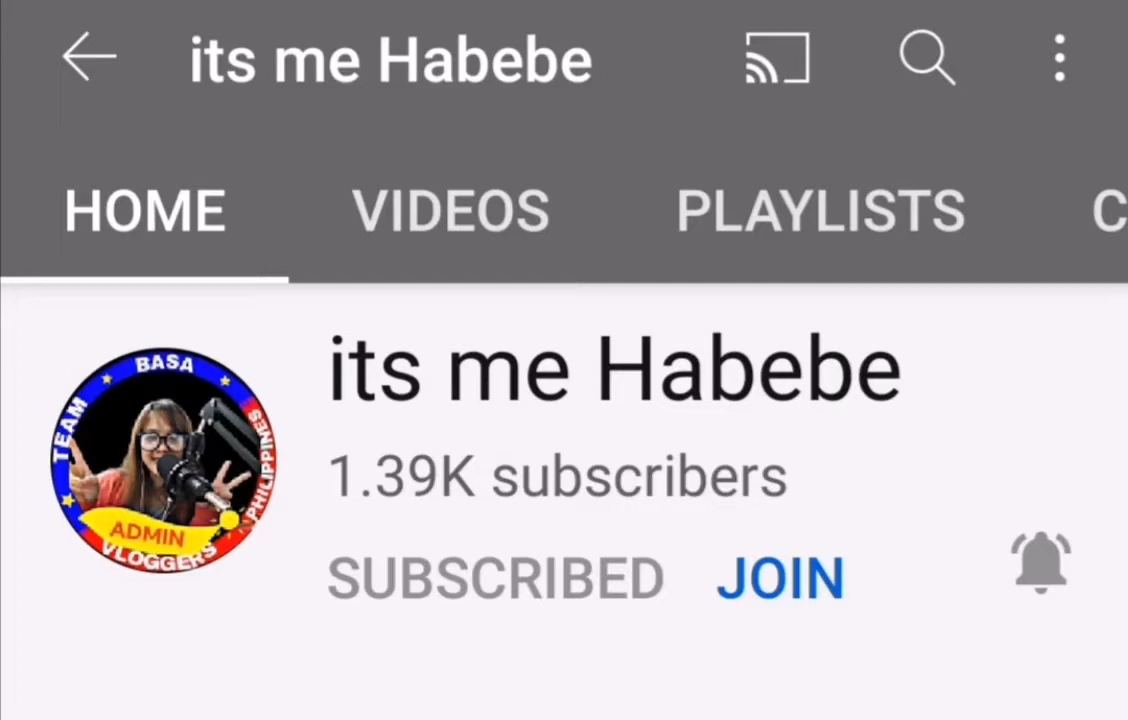 its me Habebe
HOME VIDEOS PLAYLISTS C
its me Habebe
1.39K subscribers
SUBSCRIBED JOIN
TEAM BASA PHILIPPINES
ADMIN
VLOGGERS